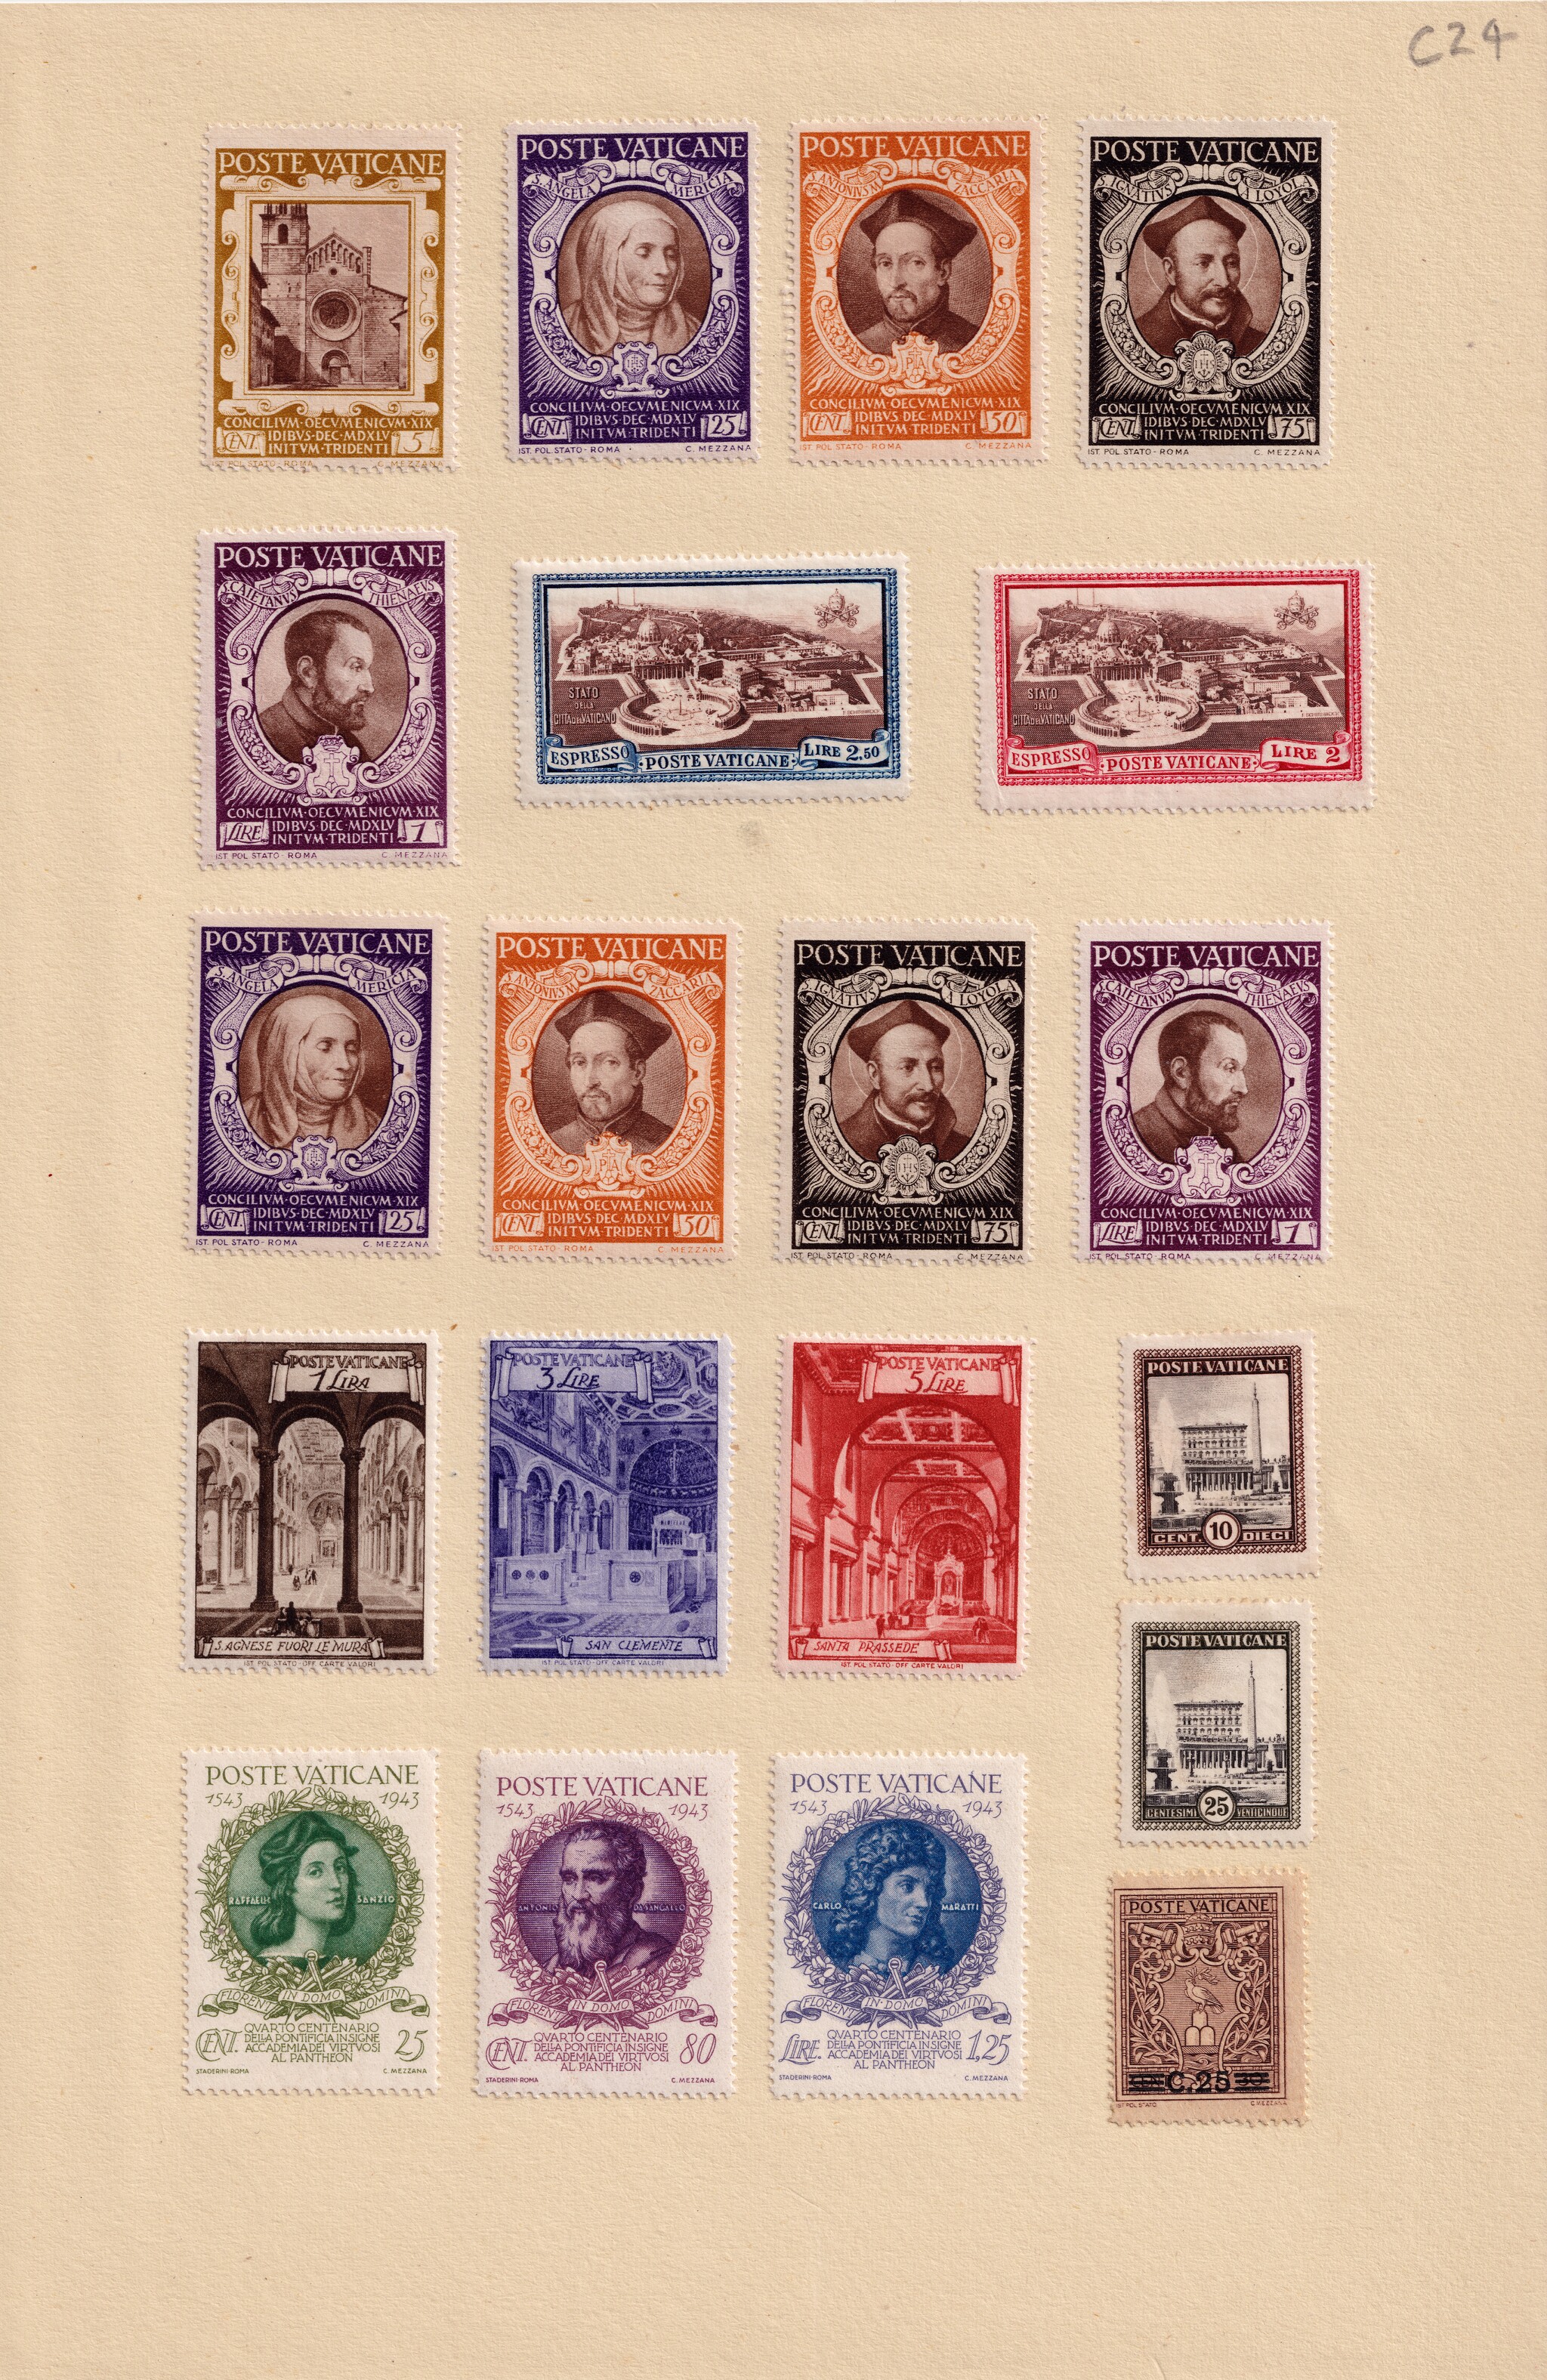 C24
POSTE VATICANE
CONCILIVM·OECVMENICVM·XIX
CENT. IDIBVS·DEC·MDXLV 5
INITVM·TRIDENTI
IST. POL. STATO - ROMA C. MEZZANA
POSTE VATICANE
S. ANGELA MERICIA
CONCILIVM·OECVMENICVM·XIX
CENT. IDIBVS·DEC·MDXLV 25
INITVM·TRIDENTI
IST. POL. STATO - ROMA C. MEZZANA
POSTE VATICANE
S. ANTONIVS M ZACCARIA
CONCILIVM·OECVMENICVM·XIX
CENT. IDIBVS·DEC·MDXLV 50
INITVM·TRIDENTI
IST. POL. STATO - ROMA C. MEZZANA
POSTE VATICANE
S. IGNATIVS A LOYOLA
IHS
CONCILIVM·OECVMENICVM XIX
CENT. IDIBVS·DEC·MDXLV 75
INITVM·TRIDENTI
IST. POL. STATO - ROMA C. MEZZANA
POSTE VATICANE
S. CAIETANVS THIENAEVS
CONCILIVM·OECVMENICVM·XIX
LIRE IDIBVS·DEC·MDXLV 1
INITVM·TRIDENTI
IST. POL. STATO - ROMA C. MEZZANA
STATO
DELLA
CITTÀ DEL VATICANO
ESPRESSO ·POSTE VATICANE· LIRE 2.50
STATO
DELLA
CITTÀ DEL VATICANO
ESPRESSO ·POSTE VATICANE· LIRE 2
POSTE VATICANE
S. ANGELA MERICIA
CONCILIVM·OECVMENICVM·XIX
CENT. IDIBVS·DEC·MDXLV 25
INITVM·TRIDENTI
IST. POL. STATO - ROMA C. MEZZANA
POSTE VATICANE
S. ANTONIVS M ZACCARIA
CONCILIVM·OECVMENICVM·XIX
CENT. IDIBVS·DEC·MDXLV 50
INITVM·TRIDENTI
IST. POL. STATO - ROMA C. MEZZANA
POSTE VATICANE
S. IGNATIVS A LOYOLA
IHS
CONCILIVM·OECVMENICVM XIX
CENT. IDIBVS·DEC·MDXLV 75
INITVM·TRIDENTI
IST. POL. STATO - ROMA C. MEZZANA
POSTE VATICANE
S. CAIETANVS THIENAEVS
CONCILIVM·OECVMENICVM·XIX
LIRE IDIBVS·DEC·MDXLV 1
INITVM·TRIDENTI
IST. POL. STATO - ROMA C. MEZZANA
POSTE VATICANE
1 LIRA
S. AGNESE FUORI LE MURA
IST. POL. STATO - OFF. CARTE VALORI
POSTE VATICANE
3 LIRE
SAN CLEMENTE
IST. POL. STATO - OFF. CARTE VALORI
POSTE VATICANE
5 LIRE
SANTA PRASSEDE
IST. POL. STATO - OFF. CARTE VALORI
POSTE VATICANE
CENT. 10 DIECI
POSTE VATICANE
CENTESIMI 25 VENTICINQUE
POSTE VATICANE
1543 1943
RAFFAELE SANZIO
FLORENT IN DOMO DOMINI
QVARTO CENTENARIO
DELLA PONTIFICIA INSIGNE
CENT. ACCADEMIA DEI VIRTVOSI 25
AL PANTHEON
STADERINI-ROMA C. MEZZANA
POSTE VATICANE
1543 1943
ANTONIO DA SANGALLO
FLORENT IN DOMO DOMINI
QVARTO CENTENARIO
DELLA PONTIFICIA INSIGNE
CENT. ACCADEMIA DEI VIRTVOSI 80
AL PANTHEON
STADERINI-ROMA C. MEZZANA
POSTE VATICANE
1543 1943
CARLO MARATTI
FLORENT IN DOMO DOMINI
QVARTO CENTENARIO
DELLA PONTIFICIA INSIGNE
LIRE. ACCADEMIA DEI VIRTVOSI 1,25
AL PANTHEON
STADERINI-ROMA C. MEZZANA
POSTE VATICANE
C. 25 30
IST. POL. STATO C. MEZZANA